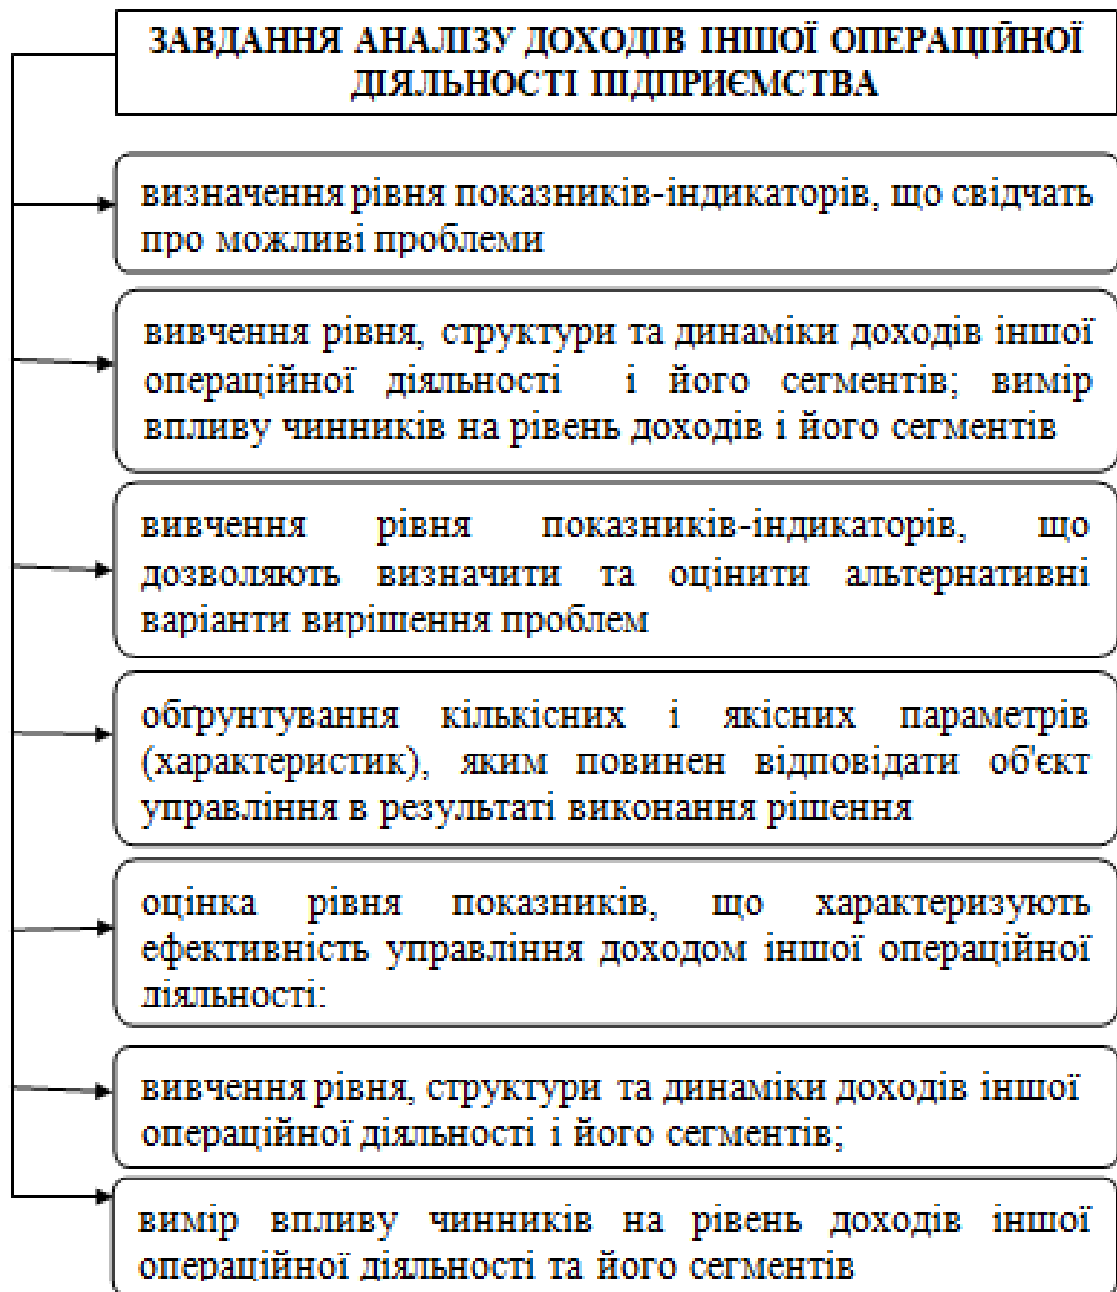 ЗАВДАННЯ АНАЛІЗУ ДОХОДІВ ІНШОЇ ОПЕРАЦІЙНОЇ
ДІЯЛЬНОСТІ ПІДПРИЄМСТВА
визначення рівня показників-індикаторів, що свідчать
про можливі проблеми
вивчення рівня, структури та динаміки доходів іншої
операційної діяльності і його сегментів; вимір
впливу чинників на рівень доходів і його сегментів
вивчення рівня показників-індикаторів, що
дозволяють визначити та оцінити альтернативні
варіанти вирішення проблем
обґрунтування кількісних і якісних параметрів
(характеристик), яким повинен відповідати об'єкт
управління в результаті виконання рішення
оцінка рівня показників, що характеризують
ефективність управління доходом іншої операційної
діяльності:
вивчення рівня, структури та динаміки доходів іншої
операційної діяльності і його сегментів;
вимір впливу чинників на рівень доходів іншої
операційної діяльності та його сегментів